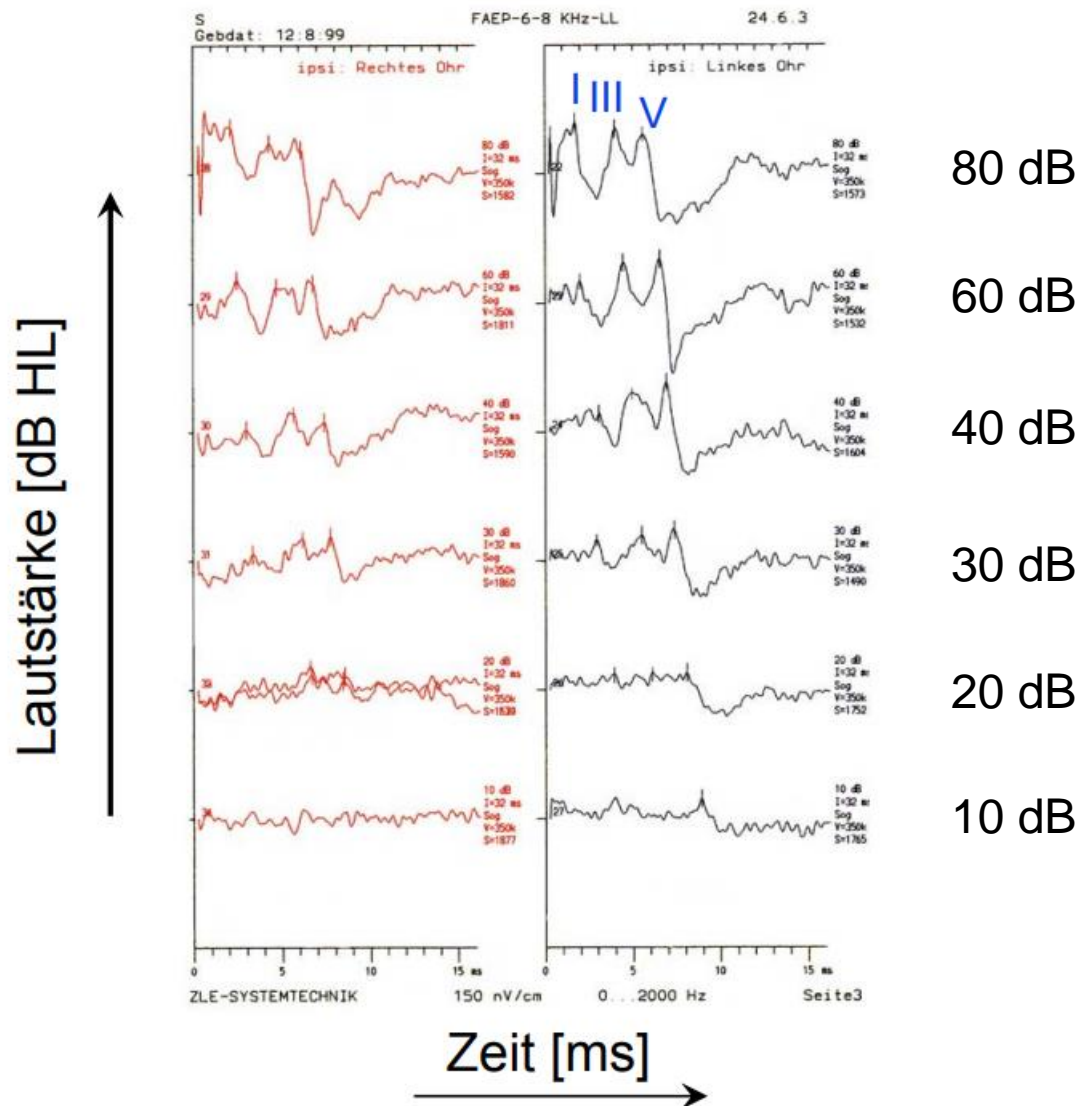 S
FAEP-6-8 KHz-LL
24.6.3
Gebdat: 12:8:99
ipsi: Rechtes Ohr
ipsi: Linkes Ohr
I
III
V
80 dB
I=32 ms
Sog
V=350k
S=1582
80 dB
I=32 ms
Sog
V=350k
S=1573
80 dB
29
60 dB
I=32 ms
Sog
V=350k
S=1811
60 dB
I=32 ms
Sog
V=350k
S=1532
60 dB
30
40 dB
I=32 ms
Sog
V=350k
S=1590
40 dB
I=32 ms
Sog
V=350k
S=1604
40 dB
31
30 dB
I=32 ms
Sog
V=350k
S=1860
30 dB
I=32 ms
Sog
V=350k
S=1490
30 dB
20 dB
I=32 ms
Sog
V=350k
20 dB
I=32 ms
Sog
V=350k
S=1752
20 dB
10 dB
I=32 ms
Sog
V=350k
S=1877
27
10 dB
I=32 ms
Sog
V=350k
S=1765
10 dB
Lautstärke [dB HL]
0 5 10 15 ms
0 5 10 15 ms
ZLE-SYSTEMTECHNIK
150 nV/cm
0...2000 Hz
Seite3
Zeit [ms]